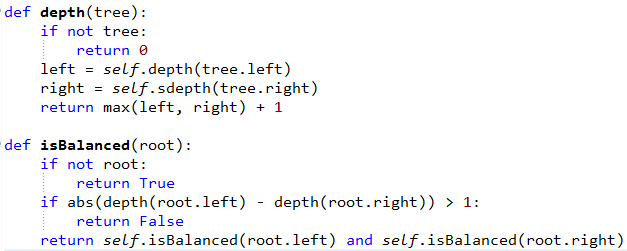 def depth(tree):
    if not tree:
        return 0
    left = self.depth(tree.left)
    right = self.sdepth(tree.right)
    return max(left, right) + 1

def isBalanced(root):
    if not root:
        return True
    if abs(depth(root.left) - depth(root.right)) > 1:
        return False
    return self.isBalanced(root.left) and self.isBalanced(root.right)